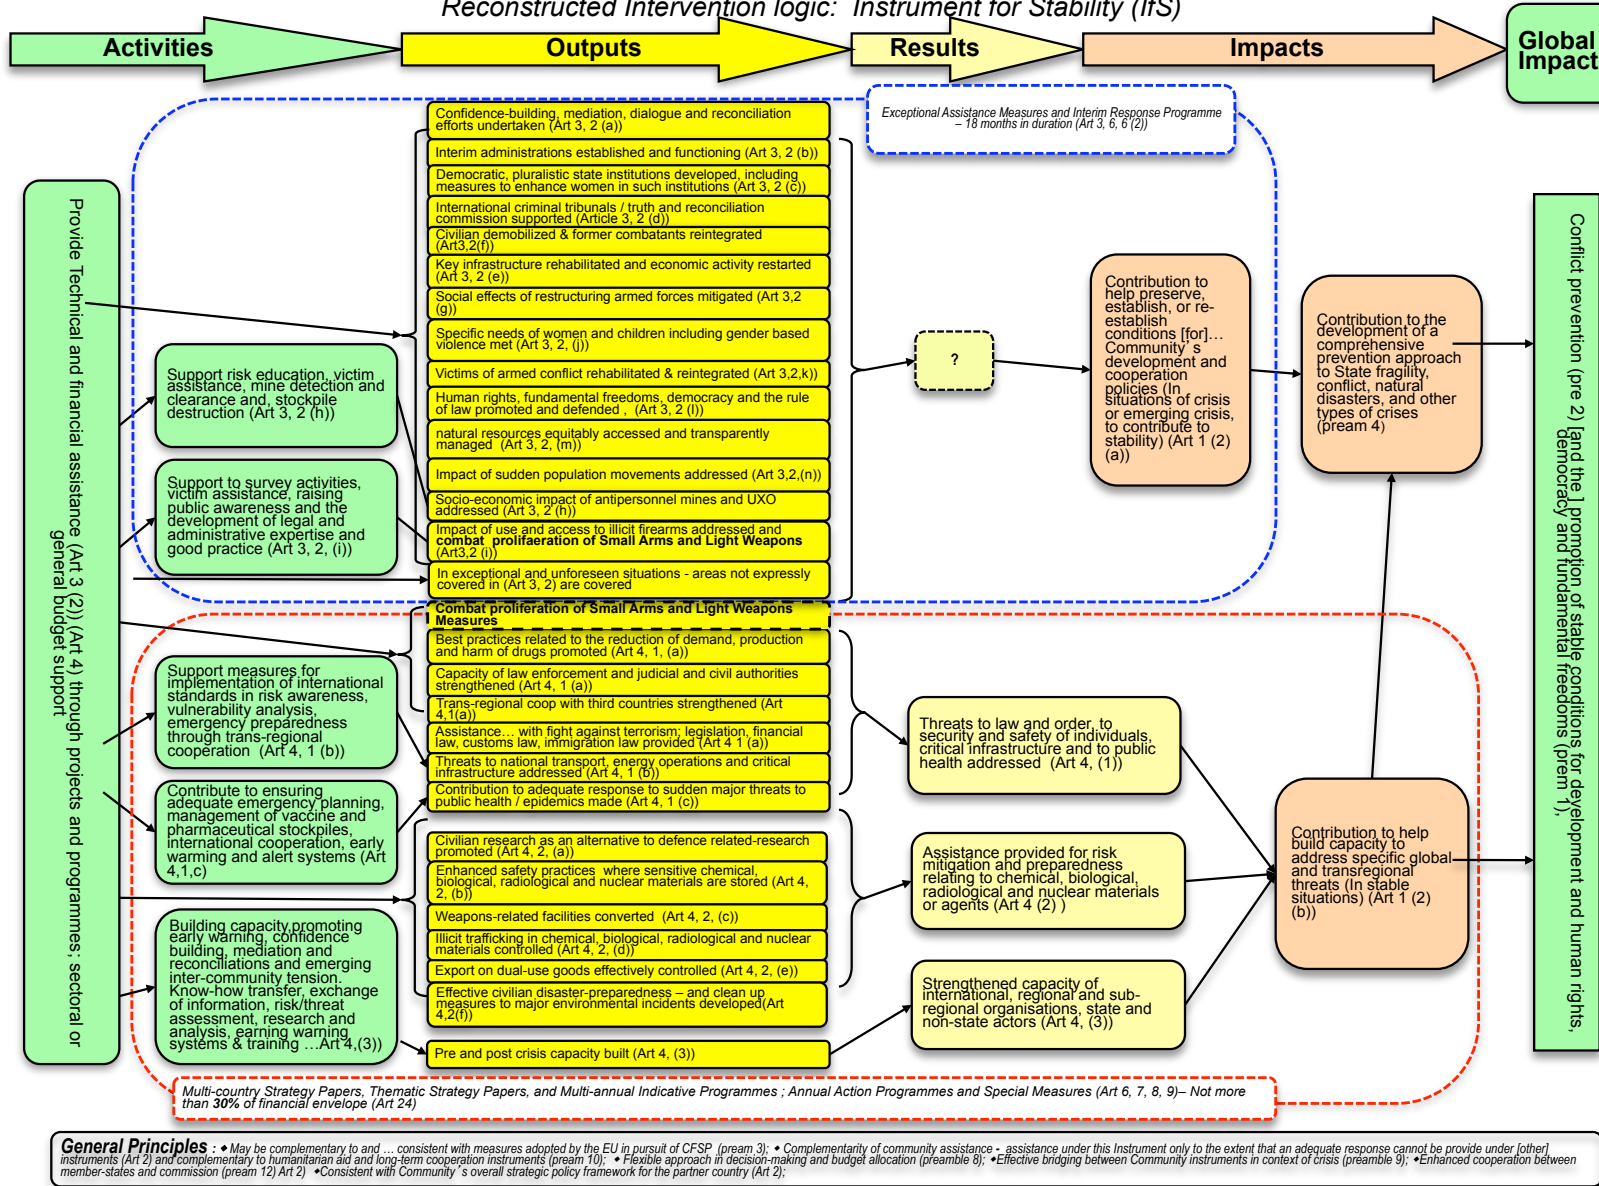 Reconstructed Intervention logic:  Instrument for Stability (IfS)
Activities
Outputs
Results
Impacts
Global
Impact
Exceptional Assistance Measures and Interim Response Programme
– 18 months in duration (Art 3, 6, 6 (2))
Provide Technical and financial assistance (Art 3 (2)) (Art 4) through projects and programmes; sectoral or
general budget support
Support risk education, victim
assistance, mine detection and
clearance and, stockpile
destruction (Art 3, 2 (h))
Support to survey activities,
victim assistance, raising
public awareness and the
development of legal and
administrative expertise and
good practice (Art 3, 2, (i))
Support measures for
implementation of international
standards in risk awareness,
vulnerability analysis,
emergency preparedness
through trans-regional
cooperation  (Art 4, 1 (b))
Contribute to ensuring
adequate emergency planning,
management of vaccine and
pharmaceutical stockpiles,
international cooperation, early
warming and alert systems (Art
4,1,c)
Building capacity,promoting
early warning, confidence
building, mediation and
reconciliations and emerging
inter-community tension.
Know-how transfer, exchange
of information, risk/threat
assessment, research and
analysis, earning warning
systems & training …Art 4,(3))
Confidence-building, mediation, dialogue and reconciliation
efforts undertaken (Art 3, 2 (a))
Interim administrations established and functioning (Art 3, 2 (b))
Democratic, pluralistic state institutions developed, including
measures to enhance women in such institutions (Art 3, 2 (c))
International criminal tribunals / truth and reconciliation
commission supported (Article 3, 2 (d))
Civilian demobilized & former combatants reintegrated
(Art3,2(f))
Key infrastructure rehabilitated and economic activity restarted
(Art 3, 2 (e))
Social effects of restructuring armed forces mitigated (Art 3,2
(g))
Specific needs of women and children including gender based
violence met (Art 3, 2, (j))
Victims of armed conflict rehabilitated & reintegrated (Art 3,2,k))
Human rights, fundamental freedoms, democracy and the rule
of law promoted and defended ,  (Art 3, 2 (l))
natural resources equitably accessed and transparently
managed  (Art 3, 2, (m))
Impact of sudden population movements addressed (Art 3,2,(n))
Socio-economic impact of antipersonnel mines and UXO
addressed (Art 3, 2 (h))
Impact of use and access to illicit firearms addressed and
combat  prolifaeration of Small Arms and Light Weapons
(Art3,2 (i))
In exceptional and unforeseen situations - areas not expressly
covered in (Art 3, 2) are covered
Combat proliferation of Small Arms and Light Weapons
Measures
Best practices related to the reduction of demand, production
and harm of drugs promoted (Art 4, 1, (a))
Capacity of law enforcement and judicial and civil authorities
strengthened (Art 4, 1 (a))
Trans-regional coop with third countries strengthened (Art
4,1(a))
Assistance… with fight against terrorism; legislation, financial
law, customs law, immigration law provided (Art 4 1 (a))
Threats to national transport, energy operations and critical
infrastructure addressed (Art 4, 1 (b))
Contribution to adequate response to sudden major threats to
public health / epidemics made (Art 4, 1 (c))
Civilian research as an alternative to defence related-research
promoted (Art 4, 2, (a))
Enhanced safety practices  where sensitive chemical,
biological, radiological and nuclear materials are stored (Art 4,
2, (b))
Weapons-related facilities converted  (Art 4, 2, (c))
Illicit trafficking in chemical, biological, radiological and nuclear
materials controlled (Art 4, 2, (d))
Export on dual-use goods effectively controlled (Art 4, 2, (e))
Effective civilian disaster-preparedness – and clean up
measures to major environmental incidents developed(Art
4,2(f))
Pre and post crisis capacity built (Art 4, (3))
?
Threats to law and order, to
security and safety of individuals,
critical infrastructure and to public
health addressed  (Art 4, (1))
Assistance provided for risk
mitigation and preparedness
relating to chemical, biological,
radiological and nuclear materials
or agents (Art 4 (2) )
Strengthened capacity of
international, regional and sub-
regional organisations, state and
non-state actors (Art 4, (3))
Contribution to
help preserve,
establish, or re-
establish
conditions [for]…
Community´s
development and
cooperation
policies (In
situations of crisis
or emerging crisis,
to contribute to
stability) (Art 1 (2)
(a))
Contribution to the
development of a
comprehensive
prevention approach
to State fragility,
conflict, natural
disasters, and other
types of crises
(pream 4)
Contribution to help
build capacity to
address specific global
and transregional
threats (In stable
situations) (Art 1 (2)
(b))
Conflict prevention (pre 2) [and the ] promotion of stable conditions for development and human rights,
democracy and fundamental freedoms (prem 1),
Multi-country Strategy Papers, Thematic Strategy Papers, and Multi-annual Indicative Programmes ; Annual Action Programmes and Special Measures (Art 6, 7, 8, 9)– Not more
than 30% of financial envelope (Art 24)
General Principles : ◆ May be complementary to and … consistent with measures adopted by the EU in pursuit of CFSP  (pream 3);  ◆ Complementarity of community assistance -  assistance under this Instrument only to the extent that an adequate response cannot be provide under [other]
instruments (Art 2) and complementary to humanitarian aid and long-term cooperation instruments (pream 10);   ◆ Flexible approach in decision-making and budget allocation (preamble 8);  ◆Effective bridging between Community instruments in context of crisis (preamble 9);  ◆Enhanced cooperation between
member-states and commission (pream 12) Art 2)  ◆Consistent with Community´s overall strategic policy framework for the partner country (Art 2);